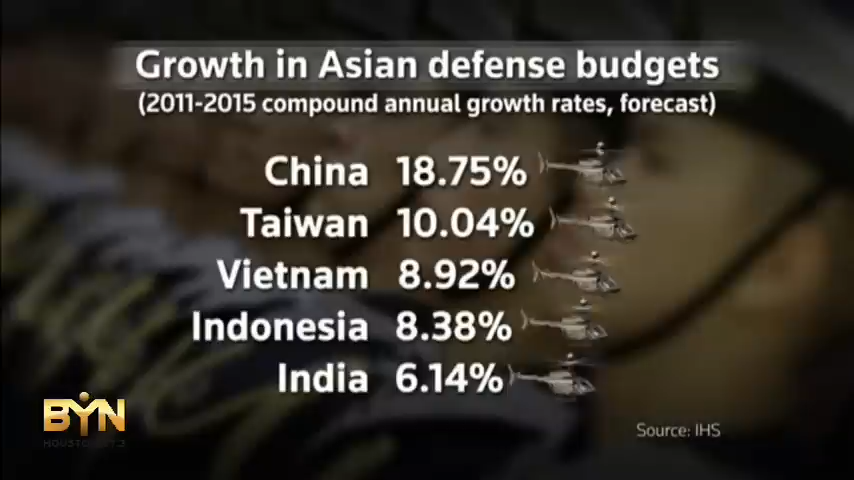 Growth in Asian defense budgets
(2011-2015 compound annual growth rates, forecast)
China 18.75%
Taiwan 10.04%
Vietnam 8.92%
Indonesia 8.38%
India 6.14%
BYN
Source: IHS